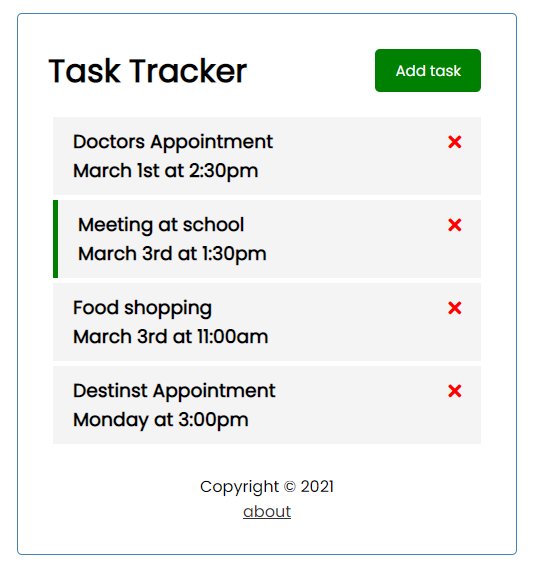 Task Tracker
Add task
Doctors Appointment
March 1st at 2:30pm
Meeting at school
March 3rd at 1:30pm
Food shopping
March 3rd at 11:00am
Destinst Appointment
Monday at 3:00pm
Copyright © 2021
about